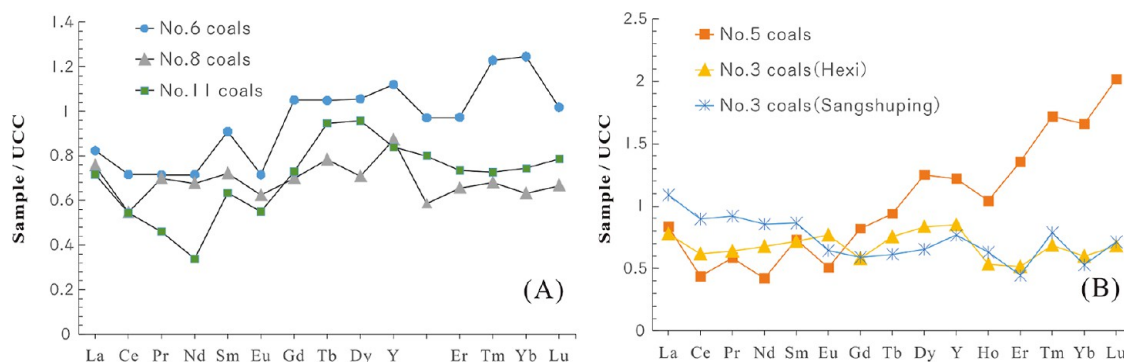 1.4
1.2
1
0.8
0.6
0.4
0.2
0
Sample / UCC
No.6 coals
No.8 coals
No.11 coals
(A)
La Ce Pr Nd Sm Eu Gd Tb Dy Y Er Tm Yb Lu
2.5
2
1.5
1
0.5
0
Sample / UCC
No.5 coals
No.3 coals(Hexi)
No.3 coals(Sangshuping)
(B)
La Ce Pr Nd Sm Eu Gd Tb Dy Y Ho Er Tm Yb Lu